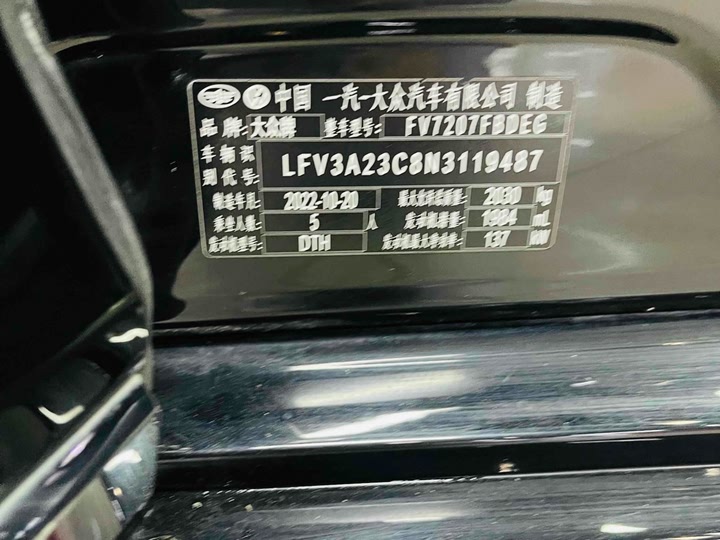 中国 一汽-大众汽车有限公司 制造
品 牌: 大众牌 整车型号: FV7207FBDEG
车辆识别代号: LFV3A23C8N3119487
制造年月: 2022-10-20 最大允许总质量: 2030 kg
乘坐人数: 5 人 发动机排量: 1984 mL
发动机型号: DTH 发动机最大净功率: 137 kW